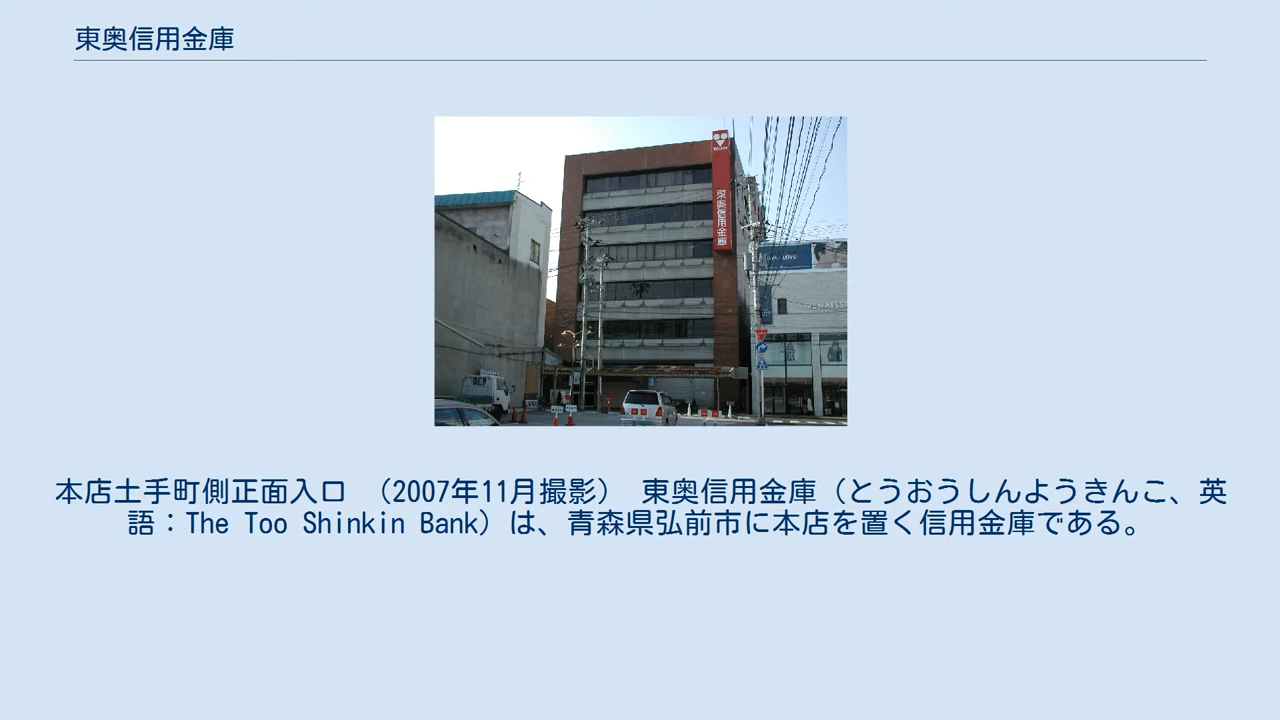 東奥信用金庫
東奥信用金庫
本店土手町側正面入口 （2007年11月撮影） 東奥信用金庫（とうおうしんようきんこ、英
語：The Too Shinkin Bank）は、青森県弘前市に本店を置く信用金庫である。